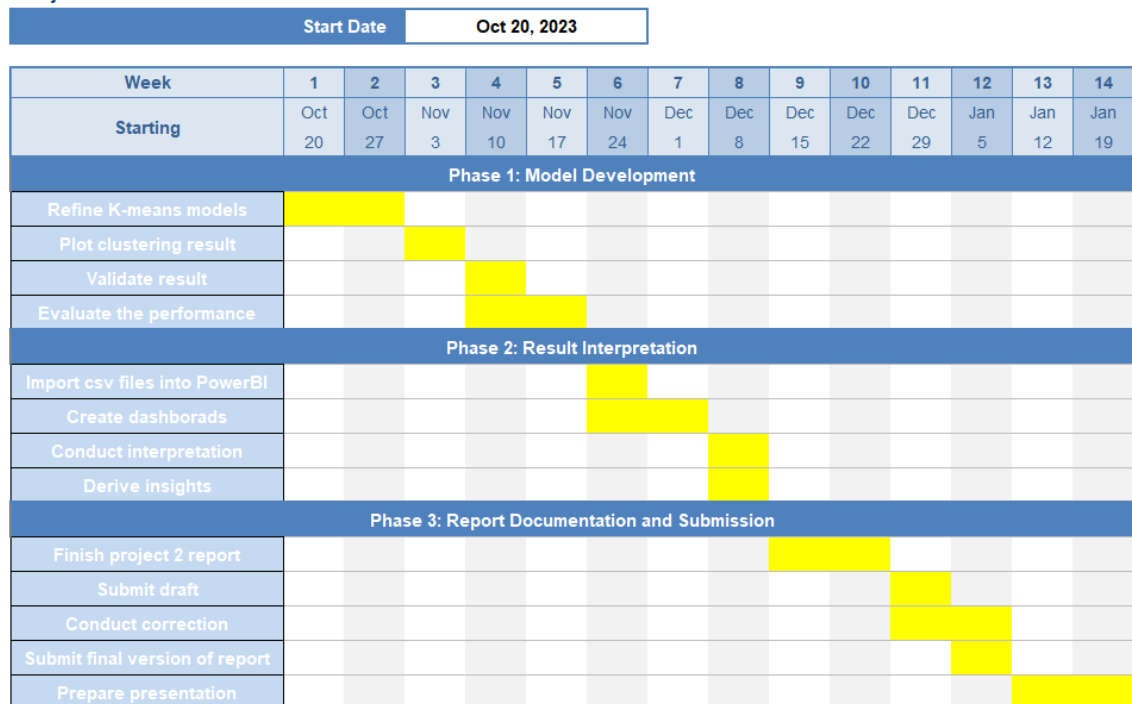 Start Date Oct 20, 2023
Week 1 2 3 4 5 6 7 8 9 10 11 12 13 14
Starting Oct Oct Nov Nov Nov Nov Dec Dec Dec Dec Dec Jan Jan Jan
20 27 3 10 17 24 1 8 15 22 29 5 12 19
Phase 1: Model Development
Refine K-means models
Plot clustering result
Validate result
Evaluate the performance
Phase 2: Result Interpretation
Import csv files into PowerBI
Create dashborads
Conduct interpretation
Derive insights
Phase 3: Report Documentation and Submission
Finish project 2 report
Submit draft
Conduct correction
Submit final version of report
Prepare presentation